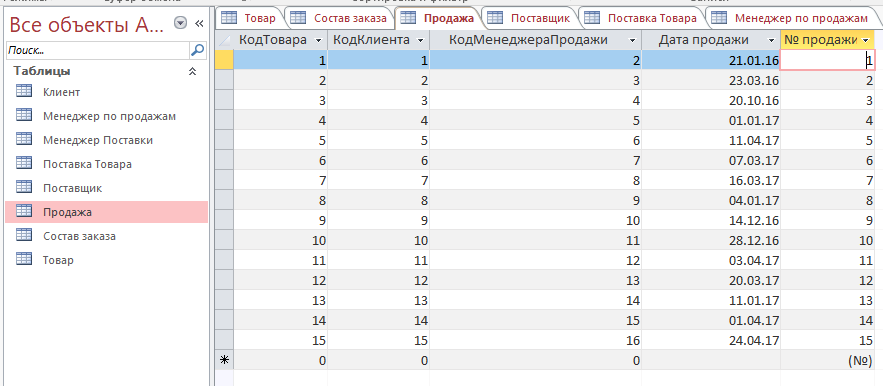 Все объекты A...
Поиск...
Таблицы
Клиент
Менеджер по продажам
Менеджер Поставки
Поставка Товара
Поставщик
Продажа
Состав заказа
Товар
Товар Состав заказа Продажа Поставщик Поставка Товара Менеджер по продажам
КодТовара КодКлиента КодМенеджераПродажи Дата продажи № продажи
1 1 2 21.01.16 1
2 2 3 23.03.16 2
3 3 4 20.10.16 3
4 4 5 01.01.17 4
5 5 6 11.04.17 5
6 6 7 07.03.17 6
7 7 8 16.03.17 7
8 8 9 04.01.17 8
9 9 10 14.12.16 9
10 10 11 28.12.16 10
11 11 12 03.04.17 11
12 12 13 20.03.17 12
13 13 14 11.01.17 13
14 14 15 01.04.17 14
15 15 16 24.04.17 15
* 0 0 0 (№)